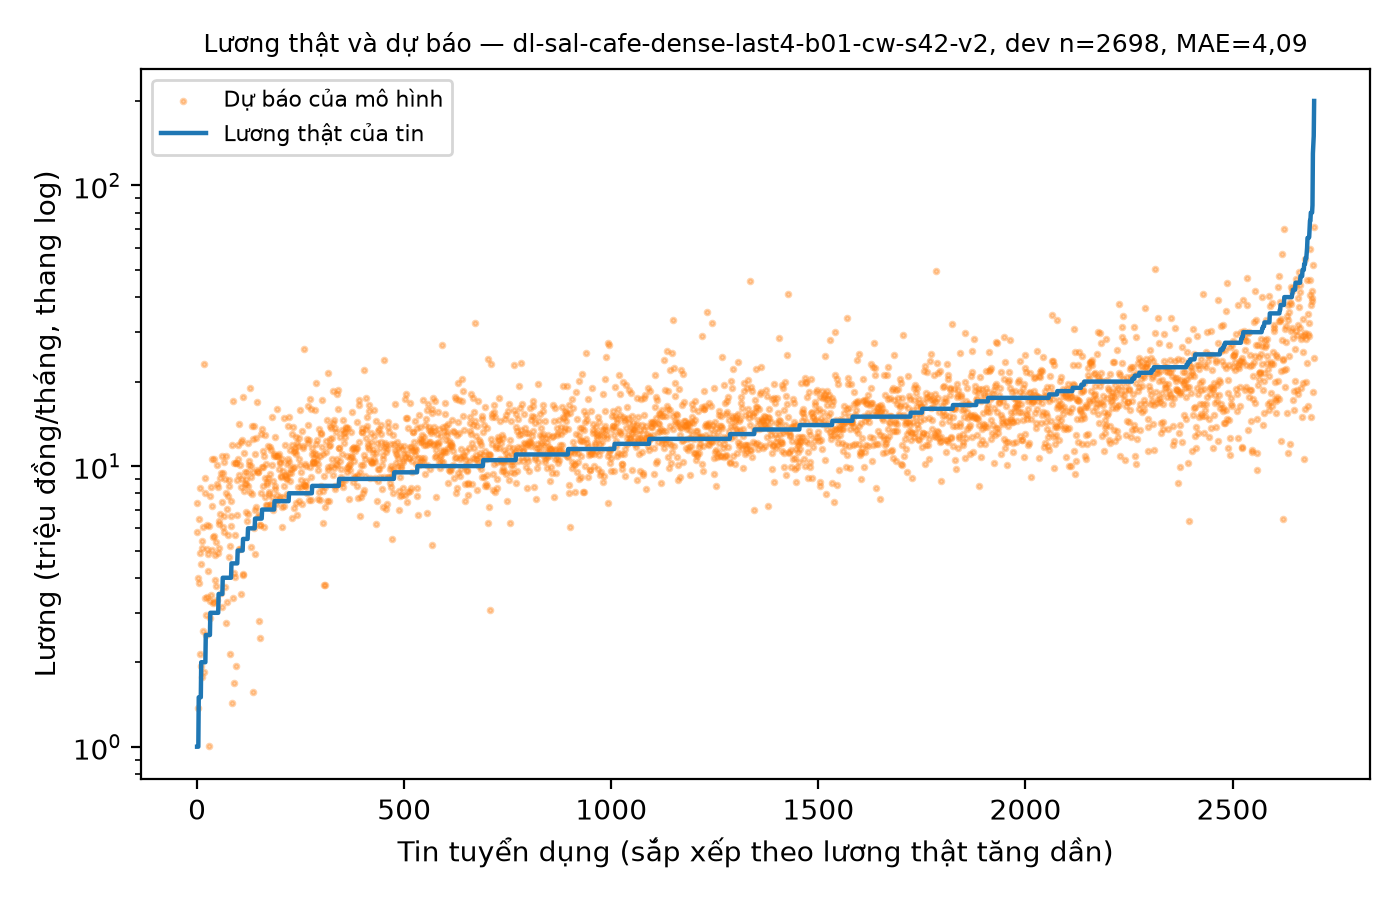 Lương thật và dự báo — dl-sal-cafe-dense-last4-b01-cw-s42-v2, dev n=2698, MAE=4,09
Dự báo của mô hình
Lương thật của tin
Lương (triệu đồng/tháng, thang log)
10²
10¹
10⁰
0 500 1000 1500 2000 2500
Tin tuyển dụng (sắp xếp theo lương thật tăng dần)